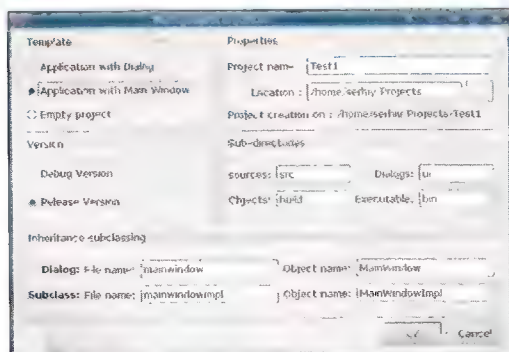 Template
Properties
Application with Dialog
Project name
Test1
Application with Main Window
Location :
/home/serhiy/Projects
Empty project
Project creation on : /home/serhiy/Projects/Test1
Version
Sub-directories
Debug Version
sources: src
Dialogs: ui
Release Version
Objects: build
Executable: bin
Inheritance subclassing
Dialog: File name: mainwindow
Object name: MainWindow
Subclass: File name: mainwindowimpl
Object name: MainWindowImpl
Cancel